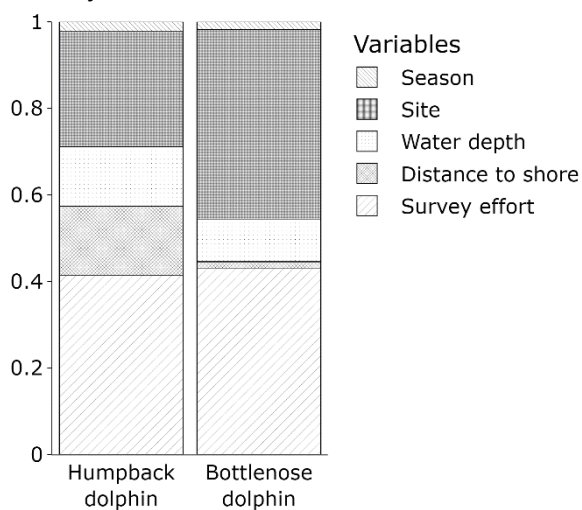 1
0.8
0.6
0.4
0.2
0
Humpback
dolphin
Bottlenose
dolphin
Variables
Season
Site
Water depth
Distance to shore
Survey effort